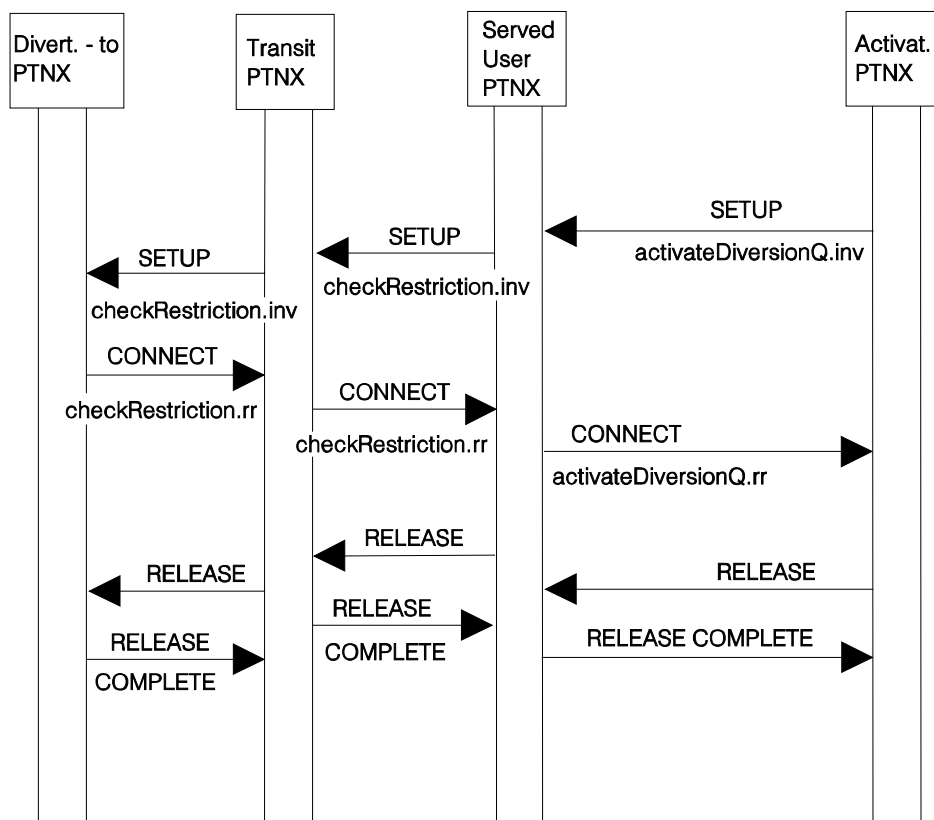 Divert. - to
PTNX
Transit
PTNX
Served
User
PTNX
Activat.
PTNX
SETUP
activateDiversionQ.inv
SETUP
checkRestriction.inv
SETUP
checkRestriction.inv
CONNECT
checkRestriction.rr
CONNECT
checkRestriction.rr
CONNECT
activateDiversionQ.rr
RELEASE
RELEASE
RELEASE
RELEASE
COMPLETE
RELEASE COMPLETE
RELEASE
COMPLETE